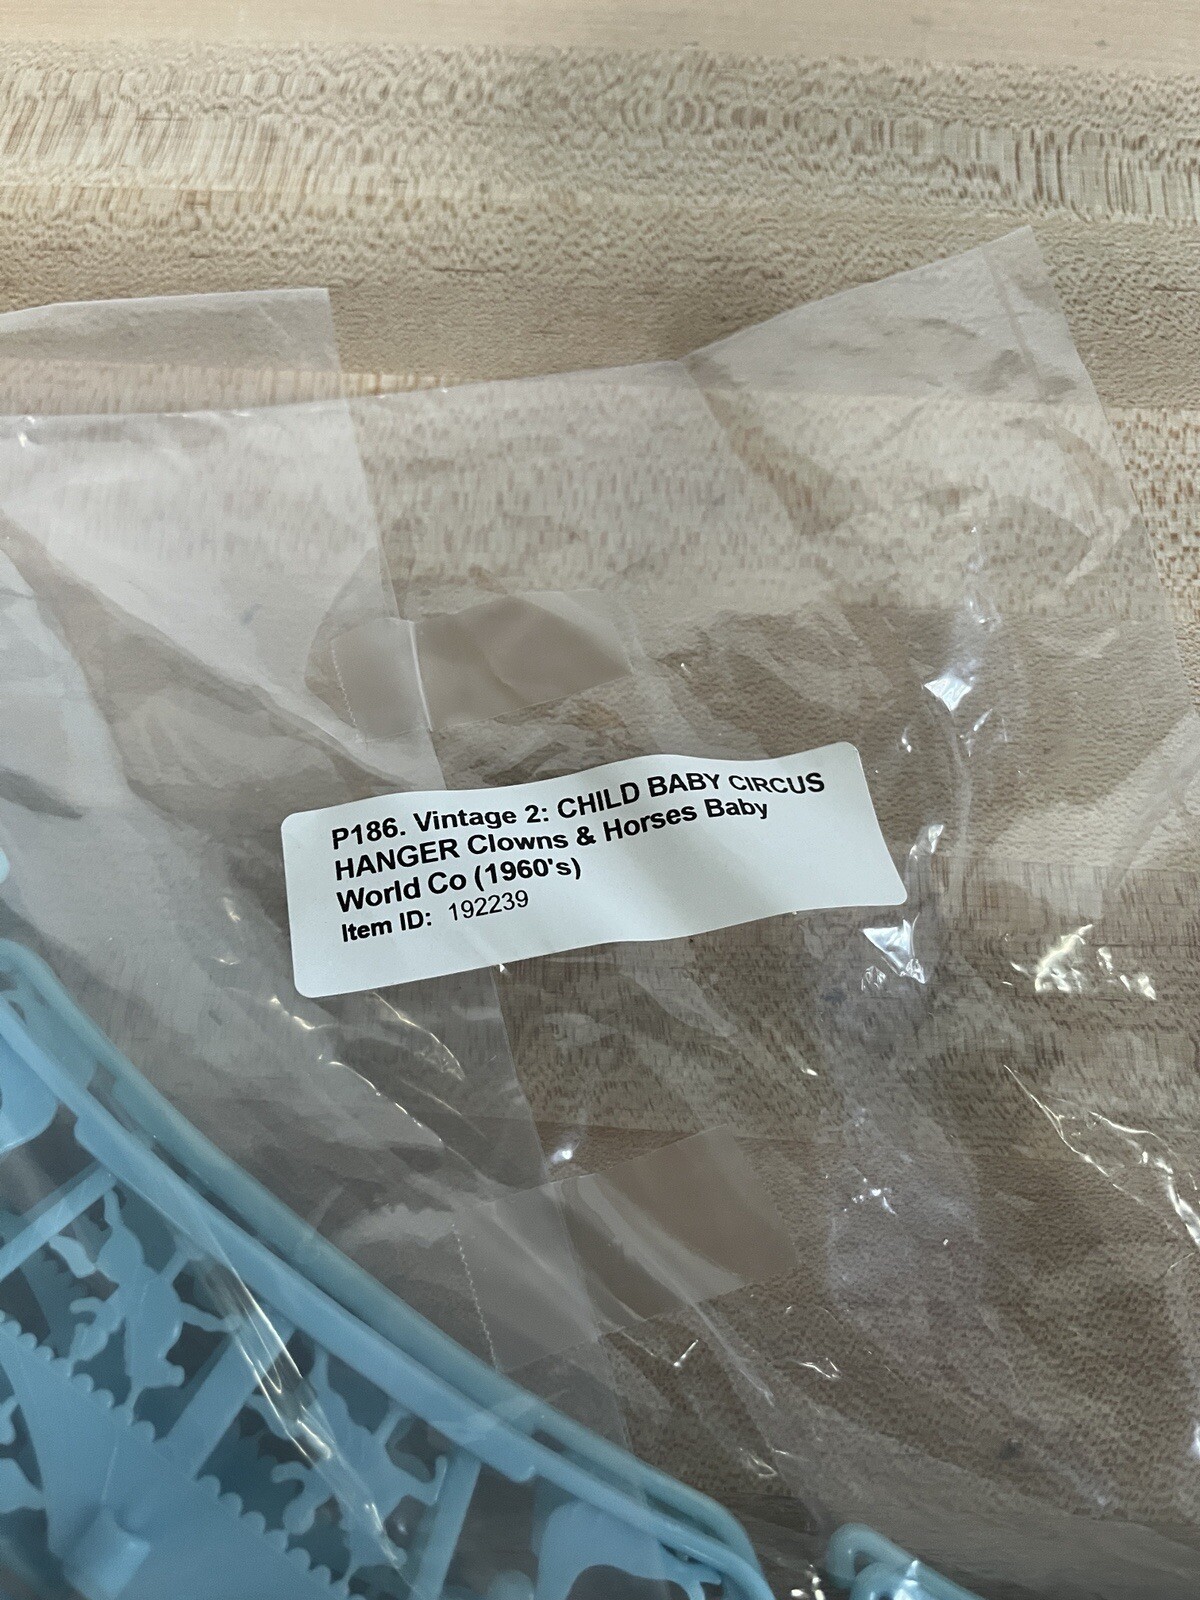 P186. Vintage 2: CHILD BABY CIRCUS
HANGER Clowns & Horses Baby
World Co (1960's)
Item ID: 192239